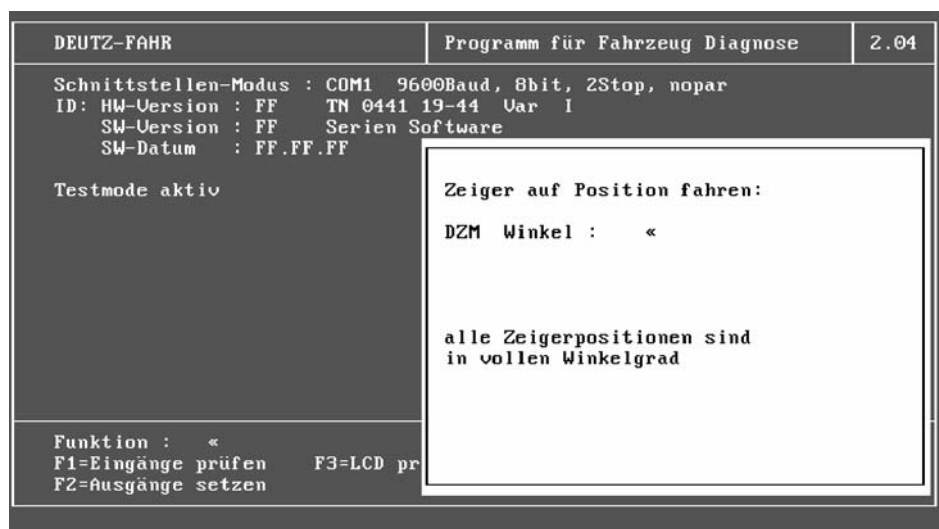 DEUTZ-FAHR Programm für Fahrzeug Diagnose 2.04
Schnittstellen-Modus : COM1 9600Baud, 8bit, 2Stop, nopar
ID: HW-Version : FF TN 0441 19-44 Var I
SW-Version : FF Serien Software
SW-Datum : FF.FF.FF
Testmode aktiv
Zeiger auf Position fahren:
DZM Winkel : «
alle Zeigerpositionen sind
in vollen Winkelgrad
Funktion : «
F1=Eingänge prüfen F3=LCD pr
F2=Ausgänge setzen